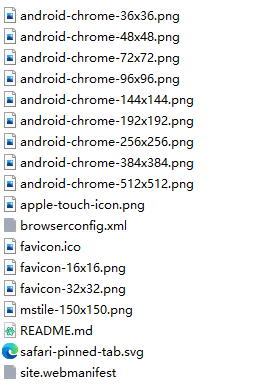 android-chrome-36x36.png
android-chrome-48x48.png
android-chrome-72x72.png
android-chrome-96x96.png
android-chrome-144x144.png
android-chrome-192x192.png
android-chrome-256x256.png
android-chrome-384x384.png
android-chrome-512x512.png
apple-touch-icon.png
browserconfig.xml
favicon.ico
favicon-16x16.png
favicon-32x32.png
mstile-150x150.png
README.md
safari-pinned-tab.svg
site.webmanifest